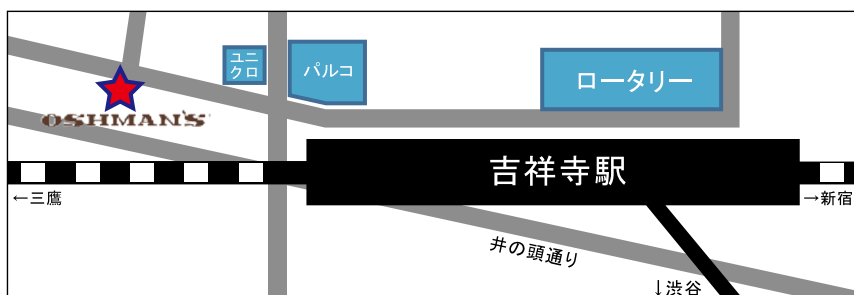 ユニ
クロ
パルコ
ロータリー
OSHMAN'S
吉祥寺駅
←三鷹
→新宿
井の頭通り
↓渋谷